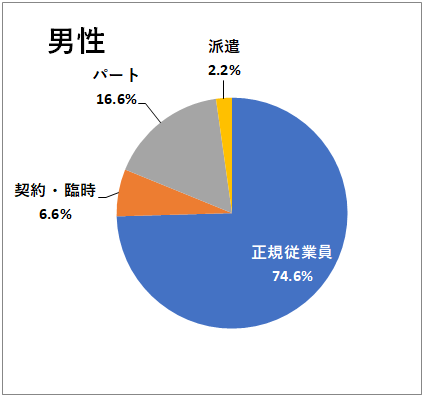 男性
派遣
2.2%
パート
16.6%
契約・臨時
6.6%
正規従業員
74.6%